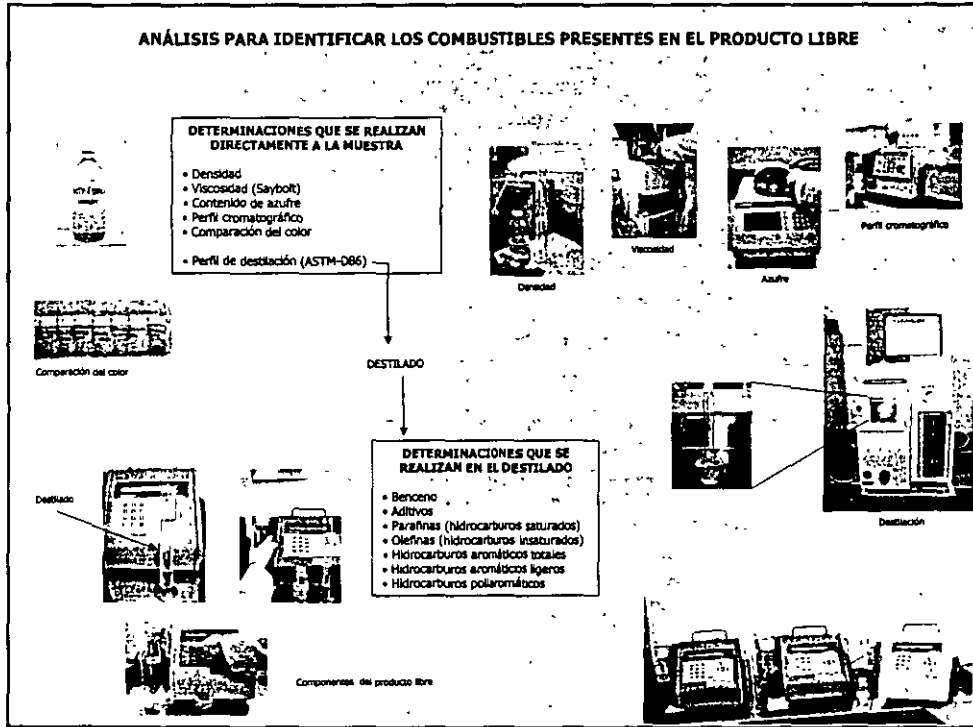 ANÁLISIS PARA IDENTIFICAR LOS COMBUSTIBLES PRESENTES EN EL PRODUCTO LIBRE
DETERMINACIONES QUE SE REALIZAN
DIRECTAMENTE A LA MUESTRA
• Densidad
• Viscosidad (Saybolt)
• Contenido de azufre
• Perfil cromatográfico
• Comparación del color
• Perfil de destilación (ASTM-D86)
Densidad
Viscosidad
Azufre
Perfil cromatográfico
Comparación del color
DESTILADO
DETERMINACIONES QUE SE
REALIZAN EN EL DESTILADO
• Benceno
• Aditivos
• Parafinas (hidrocarburos saturados)
• Olefinas (hidrocarburos insaturados)
• Hidrocarburos aromáticos totales
• Hidrocarburos aromáticos ligeros
• Hidrocarburos poliaromáticos
Destilado
Destilación
Componentes del producto libre